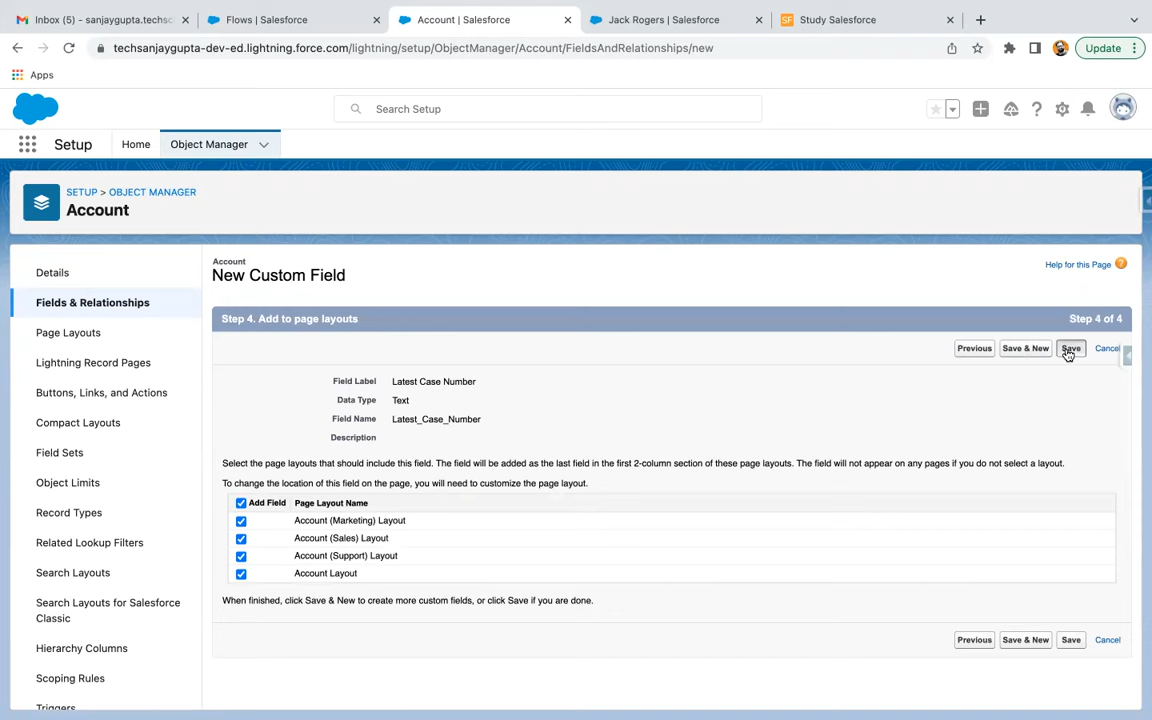 Inbox (5) - sanjaygupta.techsc
Flows | Salesforce
Account | Salesforce
Jack Rogers | Salesforce
SF Study Salesforce
techsanjaygupta-dev-ed.lightning.force.com/lightning/setup/ObjectManager/Account/FieldsAndRelationships/new
Update
Apps
Search Setup
Setup
Home
Object Manager
SETUP > OBJECT MANAGER
Account
Details
Fields & Relationships
Page Layouts
Lightning Record Pages
Buttons, Links, and Actions
Compact Layouts
Field Sets
Object Limits
Record Types
Related Lookup Filters
Search Layouts
Search Layouts for Salesforce
Classic
Hierarchy Columns
Scoping Rules
Triggers
Account
New Custom Field
Help for this Page
Step 4. Add to page layouts
Step 4 of 4
Previous
Save & New
Save
Cancel
Field Label Latest Case Number
Data Type Text
Field Name Latest_Case_Number
Description
Select the page layouts that should include this field. The field will be added as the last field in the first 2-column section of these page layouts. The field will not appear on any pages if you do not select a layout.
To change the location of this field on the page, you will need to customize the page layout.
Add Field Page Layout Name
Account (Marketing) Layout
Account (Sales) Layout
Account (Support) Layout
Account Layout
When finished, click Save & New to create more custom fields, or click Save if you are done.
Previous
Save & New
Save
Cancel